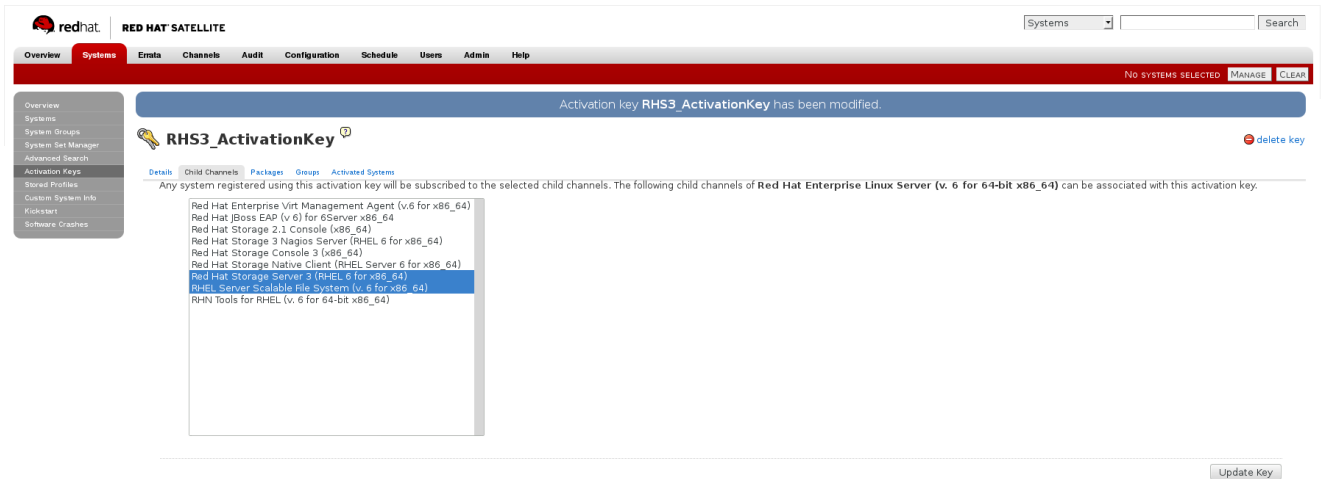 redhat. RED HAT SATELLITE
Systems Search
Overview Systems Errata Channels Audit Configuration Schedule Users Admin Help
NO SYSTEMS SELECTED MANAGE CLEAR
Overview
Systems
System Groups
System Set Manager
Advanced Search
Activation Keys
Stored Profiles
Custom System Info
Kickstart
Software Crashes
Activation key RHS3_ActivationKey has been modified.
RHS3_ActivationKey ?
delete key
Details Child Channels Packages Groups Activated Systems
Any system registered using this activation key will be subscribed to the selected child channels. The following child channels of Red Hat Enterprise Linux Server (v. 6 for 64-bit x86_64) can be associated with this activation key.
Red Hat Enterprise Virt Management Agent (v.6 for x86_64)
Red Hat JBoss EAP (v 6) for 6Server x86_64
Red Hat Storage 2.1 Console (x86_64)
Red Hat Storage 3 Nagios Server (RHEL 6 for x86_64)
Red Hat Storage Console 3 (x86_64)
Red Hat Storage Native Client (RHEL Server 6 for x86_64)
Red Hat Storage Server 3 (RHEL 6 for x86_64)
RHEL Server Scalable File System (v. 6 for x86_64)
RHN Tools for RHEL (v. 6 for 64-bit x86_64)
Update Key